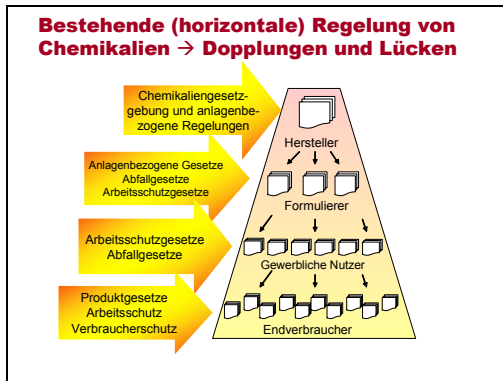 Bestehende (horizontale) Regelung von
Chemikalien → Dopplungen und Lücken
Chemikaliengesetz-
gebung und anlagenbe-
zogene Regelungen
Hersteller
Anlagenbezogene Gesetze
Abfallgesetze
Arbeitsschutzgesetze
Formulierer
Arbeitsschutzgesetze
Abfallgesetze
Gewerbliche Nutzer
Produktgesetze
Arbeitsschutz
Verbraucherschutz
Endverbraucher